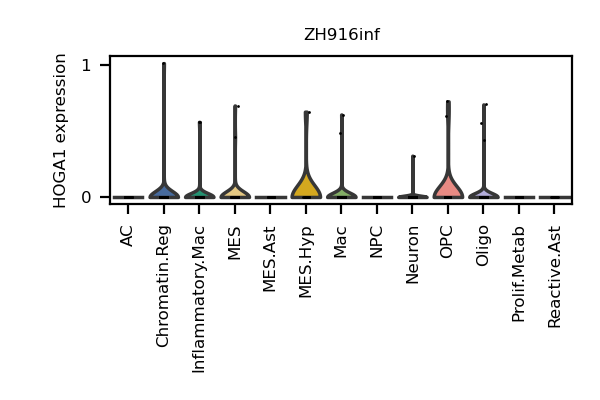 ZH916inf
HOGA1 expression
1
0
AC
Chromatin.Reg
Inflammatory.Mac
MES
MES.Ast
MES.Hyp
Mac
NPC
Neuron
OPC
Oligo
Prolif.Metab
Reactive.Ast